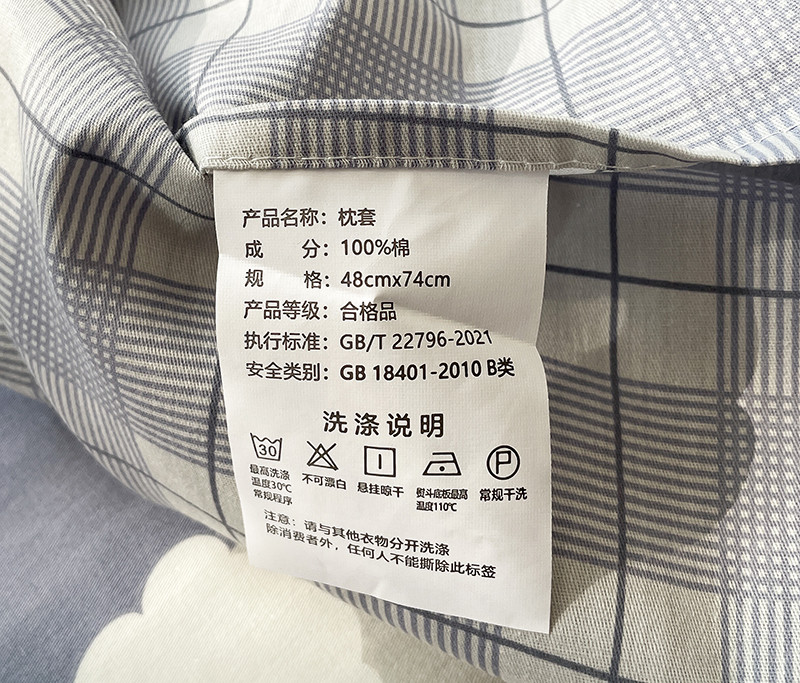 产品名称：枕套
成 分：100%棉
规 格：48cmx74cm
产品等级：合格品
执行标准：GB/T 22796-2021
安全类别：GB 18401-2010 B类
洗涤说明
30 P
最高洗涤 温度30℃ 常规程序
不可漂白
悬挂晾干
熨斗底板最高 温度110℃
常规干洗
注意：请与其他衣物分开洗涤
除消费者外，任何人不能撕除此标签